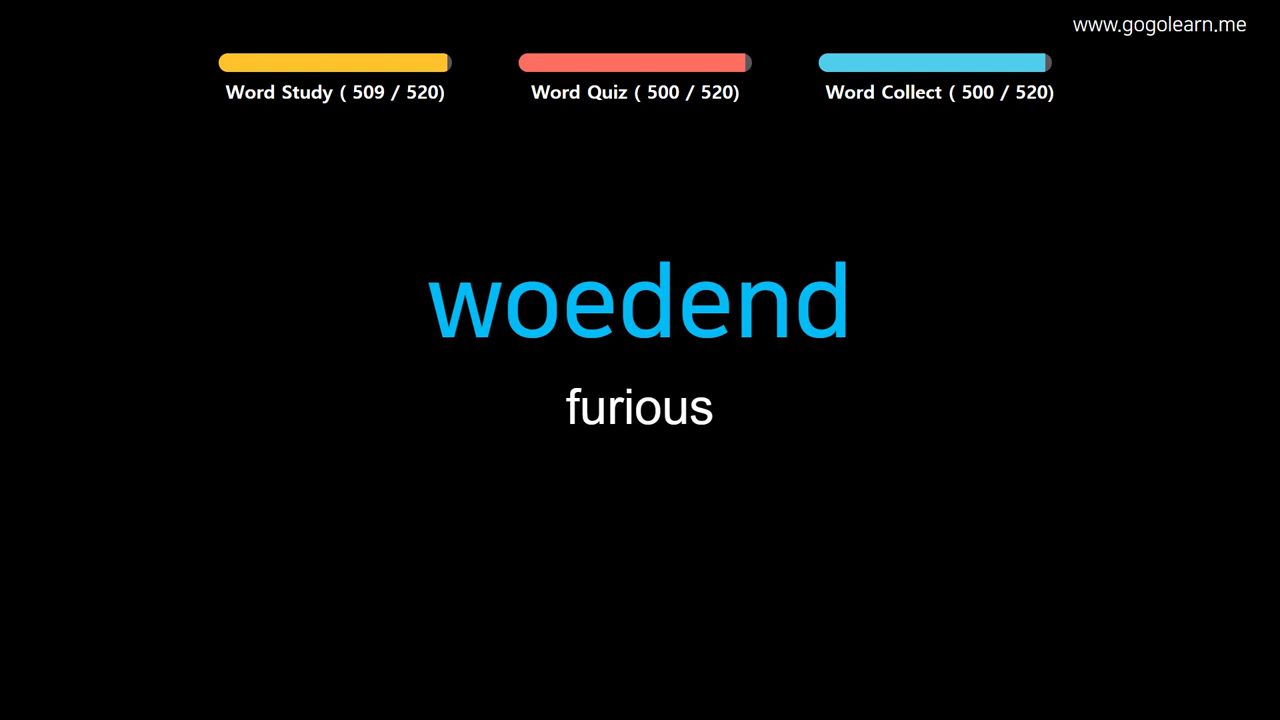 www.gogolearn.me
Word Study ( 509 / 520)
Word Quiz ( 500 / 520)
Word Collect ( 500 / 520)
woedend
furious